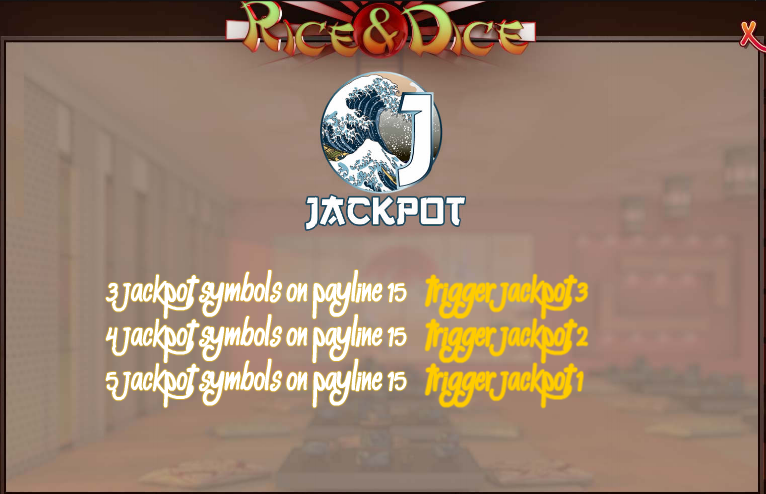 RICE & DICE
X
J
JACKPOT
3 jackpot symbols on payline 15 Trigger jackpot 3
4 jackpot symbols on payline 15 Trigger jackpot 2
5 jackpot symbols on payline 15 Trigger jackpot 1